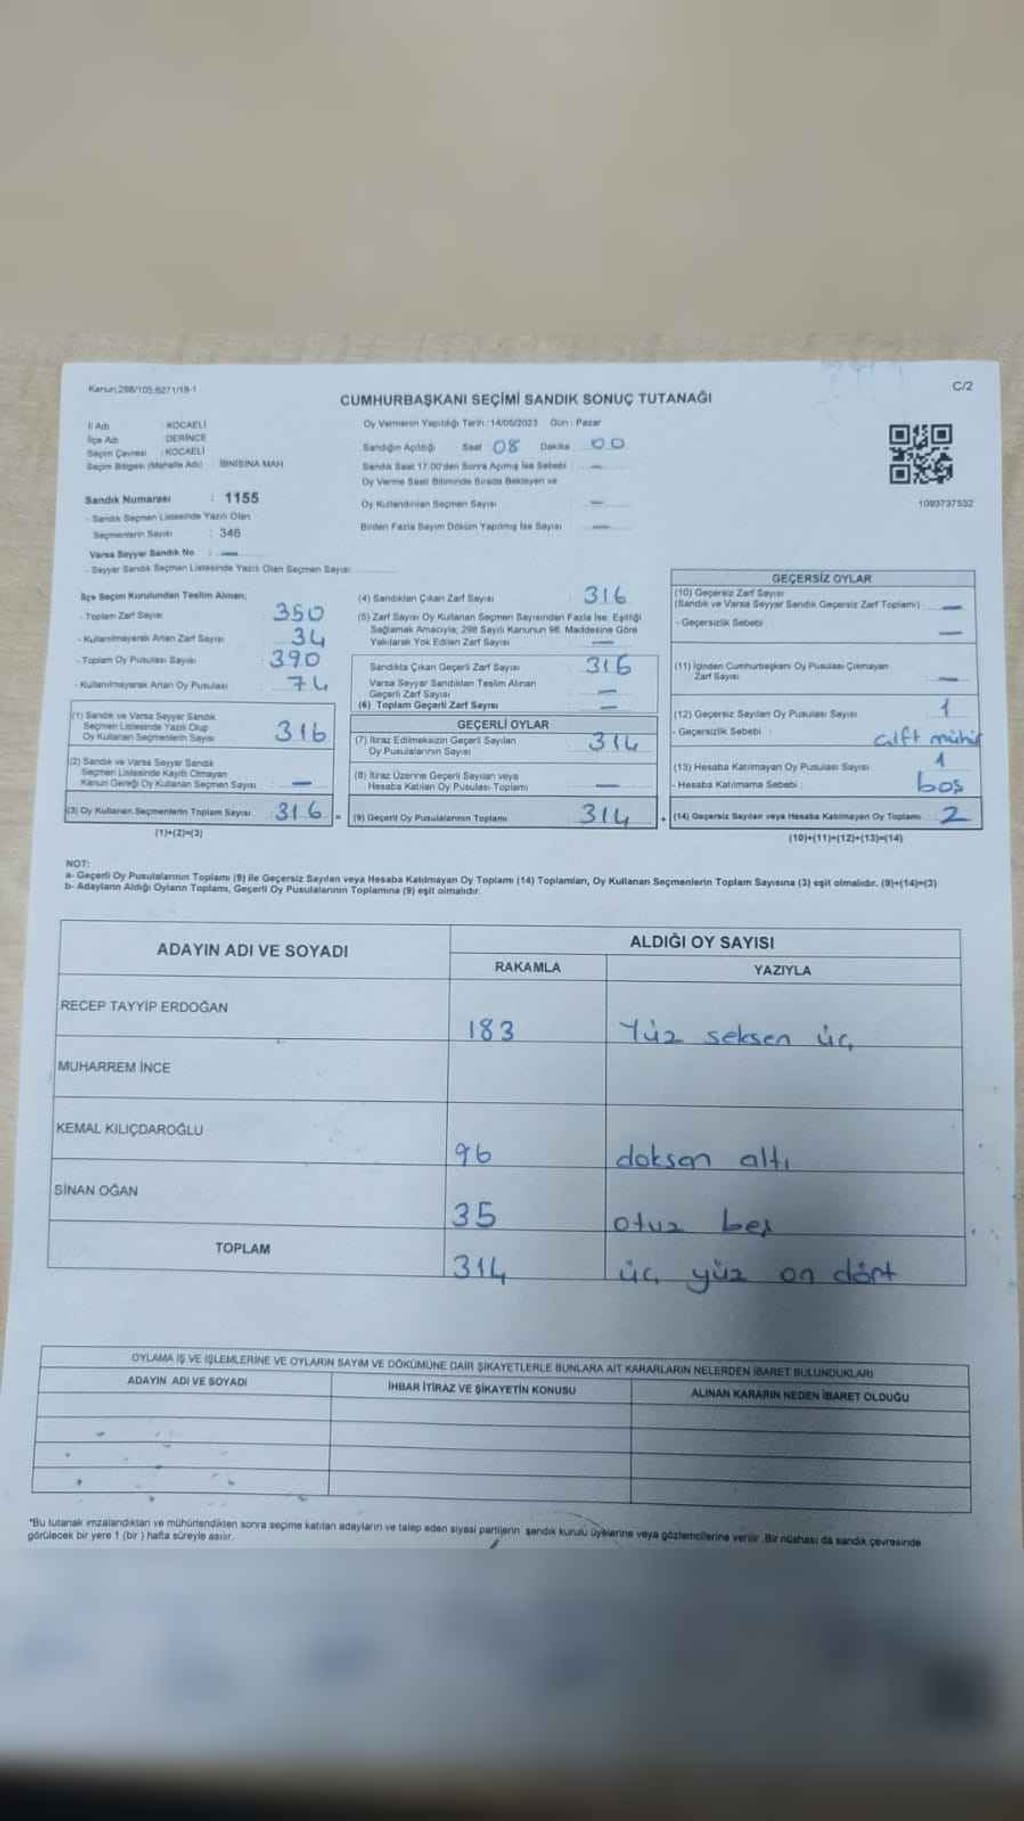 Karun 298/105.6271/18-1
C/2
CUMHURBAŞKANI SEÇİMİ SANDIK SONUÇ TUTANAĞI
İl Adı KOCAELİ
İlçe Adı DERİNCE
Seçim Çevresi : KOCAELİ
Seçim Bölgesi (Mahalle Adı) : İBNİSİNA MAH
Sandık Numarası : 1155
- Sandık Seçmen Listesinde Yazılı Olan
Seçmenlerin Sayısı : 346
Varsa Seyyar Sandık No : —
- Seyyar Sandık Seçmen Listesinde Yazılı Olan Seçmen Sayısı
Oy Vermenin Yapıldığı Tarih : 14/05/2023 Gün : Pazar
Sandığın Açıldığı Saat 08 Dakika 00
Sandık Saat 17.00'den Sonra Açılmış İse Sebebi —
Oy Verme Saati Bitiminde Sırada Bekleyen ve
Oy Kullandırılan Seçmen Sayısı —
Birden Fazla Sayım Döküm Yapılmış İse Sayısı —
1093737532
İlçe Seçim Kurulundan Teslim Alınan;
- Toplam Zarf Sayısı 350
- Kullanılmayarak Artan Zarf Sayısı 34
- Toplam Oy Pusulası Sayısı 390
- Kullanılmayarak Artan Oy Pusulası 74
(1) Sandık ve Varsa Seyyar Sandık
Seçmen Listesinde Yazılı Olup
Oy Kullanan Seçmenlerin Sayısı 316
(2) Sandık ve Varsa Seyyar Sandık
Seçmen Listesinde Kayıtlı Olmayan
Kanun Gereği Oy Kullanan Seçmen Sayısı —
(3) Oy Kullanan Seçmenlerin Toplam Sayısı 316
(1)+(2)=(3)
(4) Sandıktan Çıkan Zarf Sayısı 316
(5) Zarf Sayısı Oy Kullanan Seçmen Sayısından Fazla İse; Eşitliği
Sağlamak Amacıyla; 298 Sayılı Kanunun 98. Maddesine Göre
Yakılarak Yok Edilen Zarf Sayısı —
Sandıkta Çıkan Geçerli Zarf Sayısı 316
Varsa Seyyar Sandıktan Teslim Alınan
Geçerli Zarf Sayısı —
(6) Toplam Geçerli Zarf Sayısı —
GEÇERLİ OYLAR
(7) İtiraz Edilmeksizin Geçerli Sayılan
Oy Pusulalarının Sayısı 314
(8) İtiraz Üzerine Geçerli Sayılan veya
Hesaba Katılan Oy Pusulası Toplamı —
= (9) Geçerli Oy Pusulalarının Toplamı 314
GEÇERSİZ OYLAR
(10) Geçersiz Zarf Sayısı
(Sandık ve Varsa Seyyar Sandık Geçersiz Zarf Toplamı) —
- Geçersizlik Sebebi —
(11) İçinden Cumhurbaşkanı Oy Pusulası Çıkmayan
Zarf Sayısı —
(12) Geçersiz Sayılan Oy Pusulası Sayısı 1
- Geçersizlik Sebebi : çift mühür
(13) Hesaba Katılmayan Oy Pusulası Sayısı 1
- Hesaba Katılmama Sebebi : boş
+ (14) Geçersiz Sayılan veya Hesaba Katılmayan Oy Toplamı 2
(10)+(11)+(12)+(13)=(14)
NOT:
a- Geçerli Oy Pusulalarının Toplamı (9) ile Geçersiz Sayılan veya Hesaba Katılmayan Oy Toplamı (14) Toplamları, Oy Kullanan Seçmenlerin Toplam Sayısına (3) eşit olmalıdır. (9)+(14)=(3)
b- Adayların Aldığı Oyların Toplamı, Geçerli Oy Pusulalarının Toplamına (9) eşit olmalıdır.
ADAYIN ADI VE SOYADI
ALDIĞI OY SAYISI
RAKAMLA YAZIYLA
RECEP TAYYİP ERDOĞAN 183 Yüz seksen üç
MUHARREM İNCE
KEMAL KILIÇDAROĞLU 96 doksan altı
SİNAN OĞAN 35 otuz beş
TOPLAM 314 üç yüz on dört
OYLAMA İŞ VE İŞLEMLERİNE VE OYLARIN SAYIM VE DÖKÜMÜNE DAİR ŞİKAYETLERLE BUNLARA AİT KARARLARIN NELERDEN İBARET BULUNDUKLARI
ADAYIN ADI VE SOYADI İHBAR İTİRAZ VE ŞİKAYETİN KONUSU ALINAN KARARIN NEDEN İBARET OLDUĞU
"Bu tutanak imzalandıktan ve mühürlendikten sonra seçime katılan adayların ve talep eden siyasi partilerin sandık kurulu üyelerine veya gözlemcilerine verilir. Bir nüshası da sandık çevresinde
görülecek bir yere 1 (bir) hafta süreyle asılır.